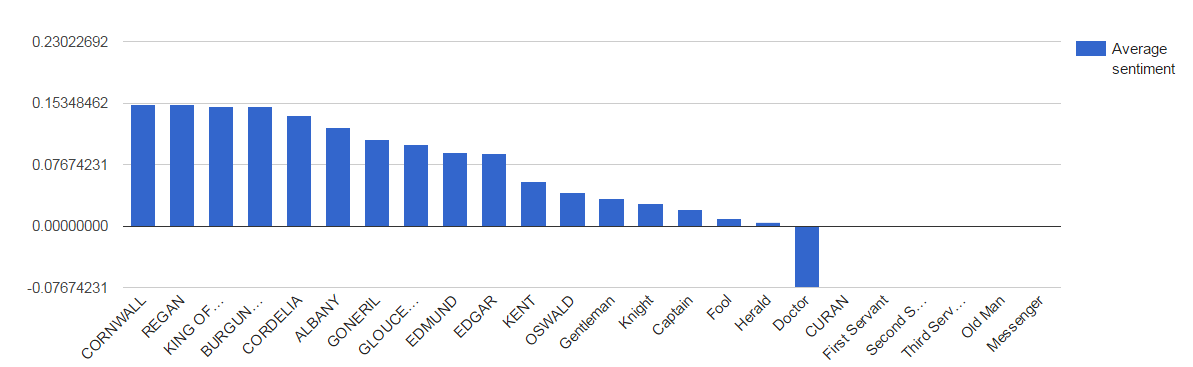 0.23022692
0.15348462
0.07674231
0.00000000
-0.07674231
Average
sentiment
CORNWALL
REGAN
KING OF…
BURGUN…
CORDELIA
ALBANY
GONERIL
GLOUCE…
EDMUND
EDGAR
KENT
OSWALD
Gentleman
Knight
Captain
Fool
Herald
Doctor
CURAN
First Servant
Second S…
Third Serv…
Old Man
Messenger